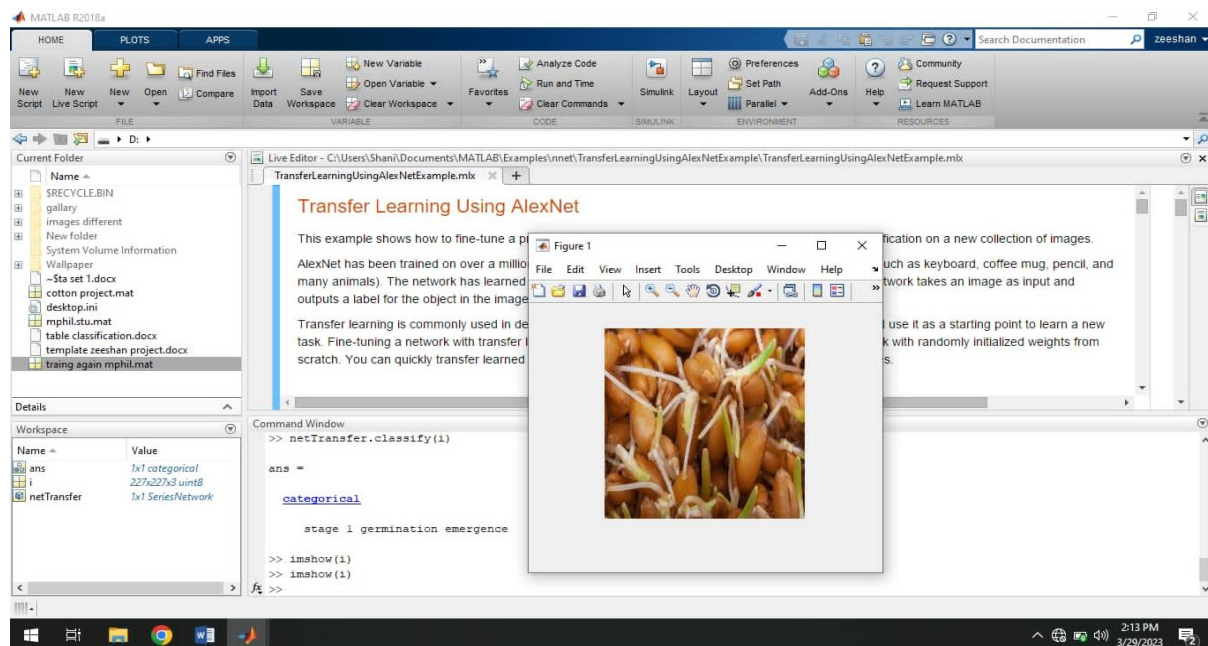 MATLAB R2018a
HOME PLOTS APPS
Search Documentation zeeshan
New Script
New Live Script
New
Open
Find Files
Compare
Import Data
Save Workspace
New Variable
Open Variable
Clear Workspace
Favorites
Analyze Code
Run and Time
Clear Commands
Simulink
Layout
Preferences
Set Path
Parallel
Add-Ons
Help
Community
Request Support
Learn MATLAB
FILE VARIABLE CODE SIMULINK ENVIRONMENT RESOURCES
D:
Current Folder
Name
$RECYCLE.BIN
gallary
images different
New folder
System Volume Information
Wallpaper
~$ta set 1.docx
cotton project.mat
desktop.ini
mphil.stu.mat
table classification.docx
template zeeshan project.docx
traing again mphil.mat
Details
Workspace
Name Value
ans 1x1 categorical
i 227x227x3 uint8
netTransfer 1x1 SeriesNetwork
Live Editor - C:\Users\Shani\Documents\MATLAB\Examples\nnet\TransferLearningUsingAlexNetExample\TransferLearningUsingAlexNetExample.mlx
TransferLearningUsingAlexNetExample.mlx
Transfer Learning Using AlexNet
This example shows how to fine-tune a p fication on a new collection of images.
AlexNet has been trained on over a millio uch as keyboard, coffee mug, pencil, and
many animals). The network has learned twork takes an image as input and
outputs a label for the object in the image
Transfer learning is commonly used in de use it as a starting point to learn a new
task. Fine-tuning a network with transfer k with randomly initialized weights from
scratch. You can quickly transfer learned s.
Figure 1
File Edit View Insert Tools Desktop Window Help
Command Window
>> netTransfer.classify(i)
ans =
categorical
stage 1 germination emergence
>> imshow(i)
>> imshow(i)
fx >>
2:13 PM
3/29/2023
2